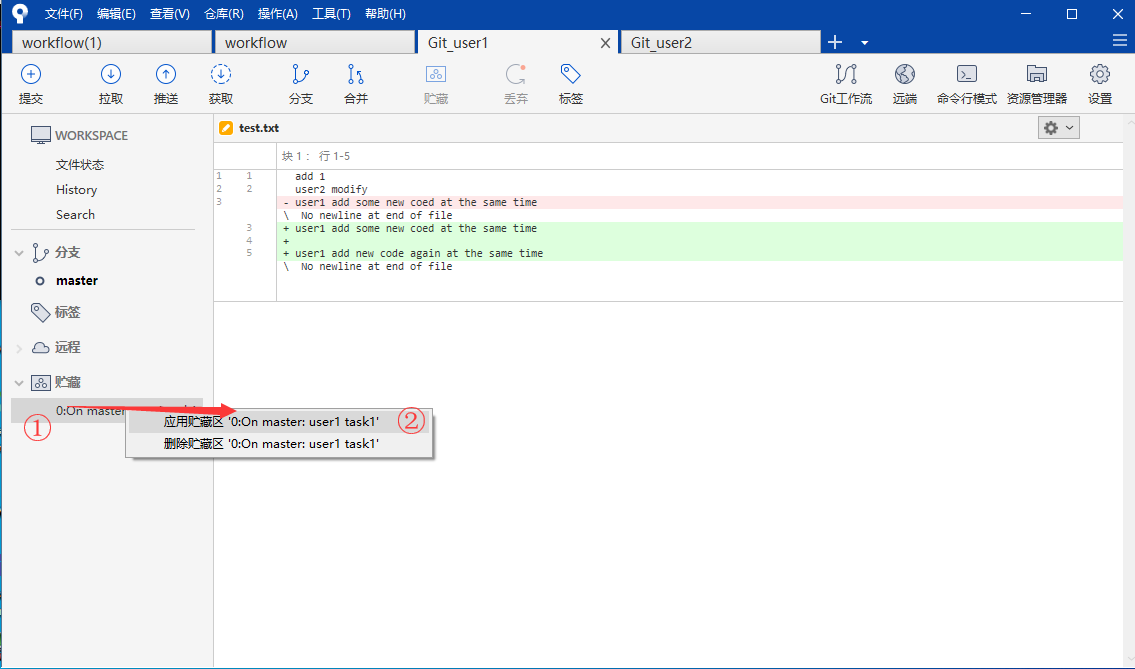 文件(F) 编辑(E) 查看(V) 仓库(R) 操作(A) 工具(T) 帮助(H)
workflow(1) workflow Git_user1 Git_user2
提交 拉取 推送 获取 分支 合并 贮藏 丢弃 标签 Git工作流 远端 命令行模式 资源管理器 设置
WORKSPACE
文件状态
History
Search
分支
master
标签
远程
贮藏
0:On master
①
应用贮藏区 '0:On master: user1 task1' ②
删除贮藏区 '0:On master: user1 task1'
test.txt
块 1 : 行 1-5
1 1 add 1
2 2 user2 modify
3 - user1 add some new coed at the same time
\ No newline at end of file
3 + user1 add some new coed at the same time
4 +
5 + user1 add new code again at the same time
\ No newline at end of file